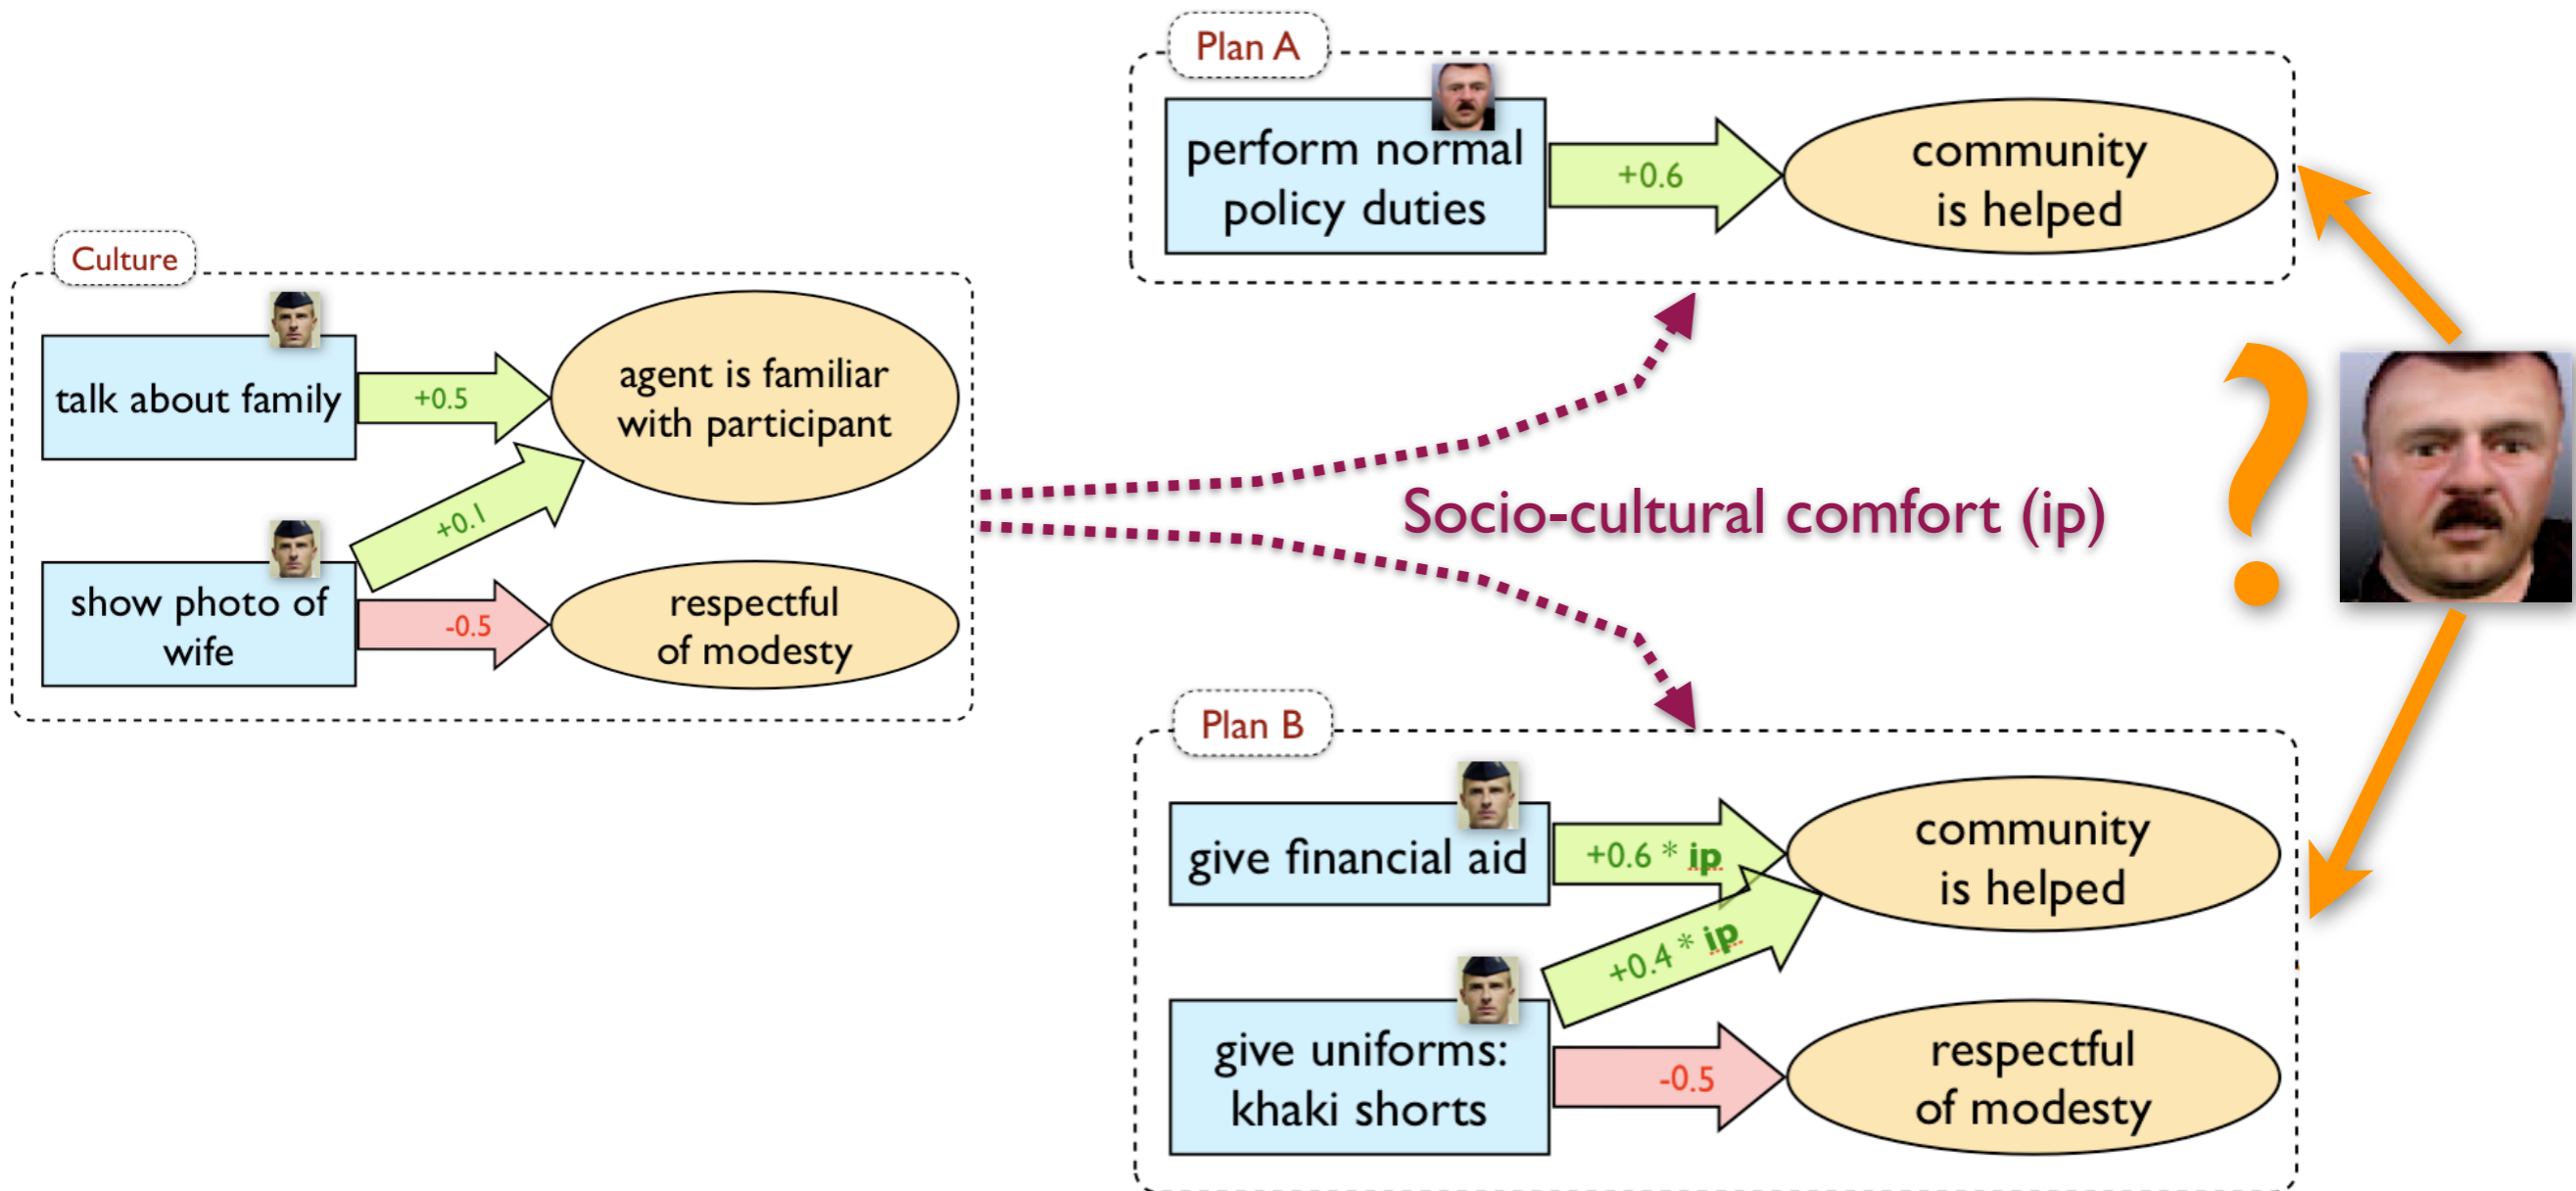 Culture
talk about family
+0.5
agent is familiar
with participant
+0.1
show photo of
wife
-0.5
respectful
of modesty
Plan A
perform normal
policy duties
+0.6
community
is helped
Socio-cultural comfort (ip)
?
Plan B
give financial aid
+0.6 * ip
community
is helped
+0.4 * ip
give uniforms:
khaki shorts
-0.5
respectful
of modesty